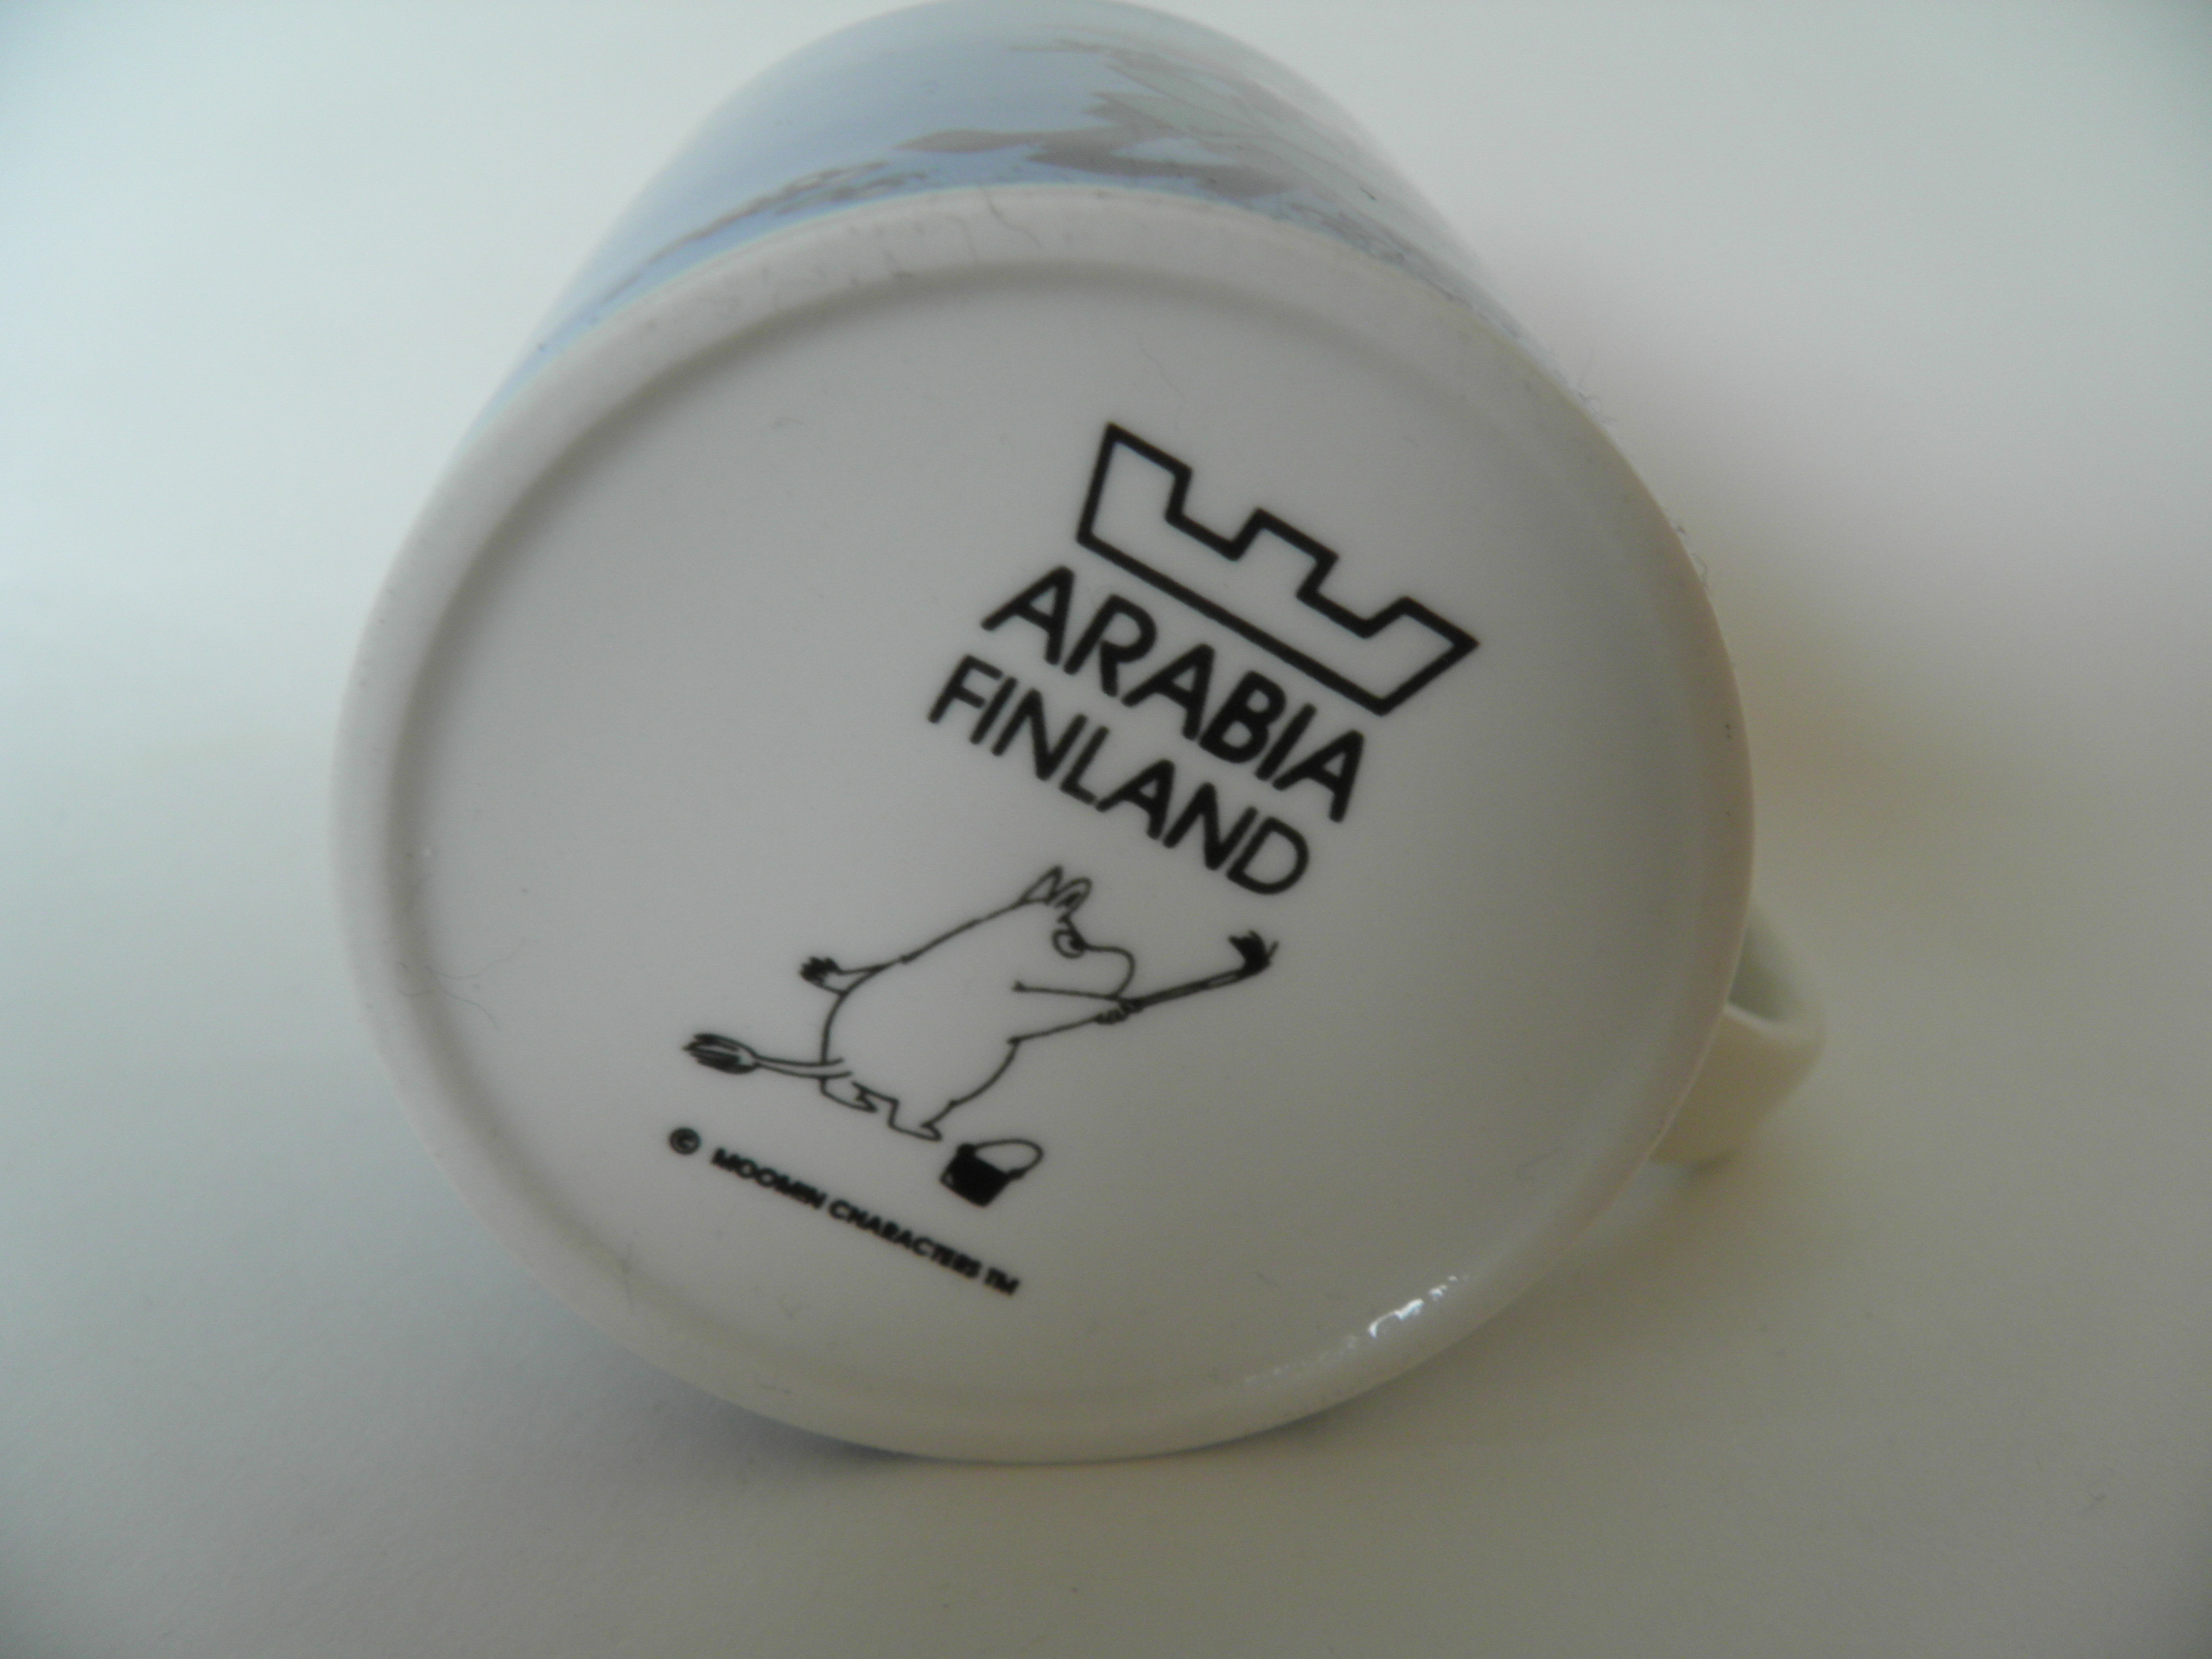 ARABIA
FINLAND
© MOOMIN CHARACTERS TM